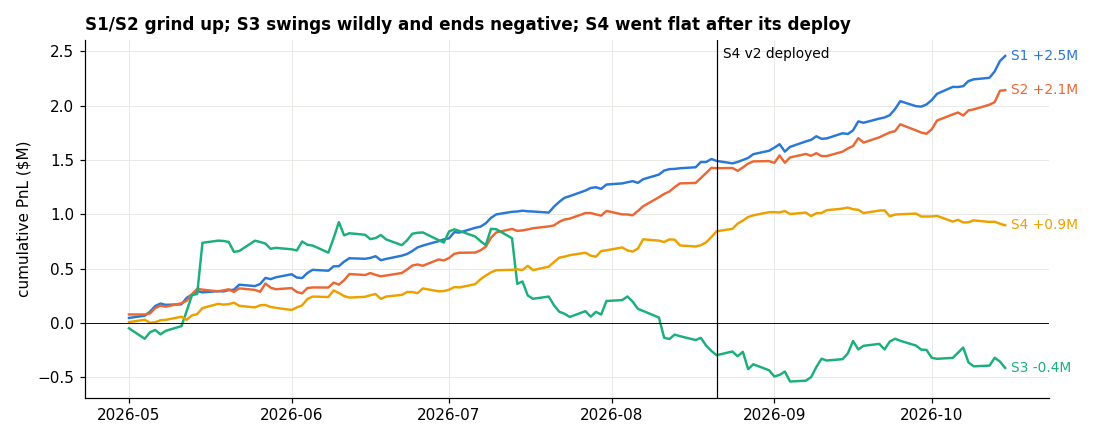 S1/S2 grind up; S3 swings wildly and ends negative; S4 went flat after its deploy
cumulative PnL ($M)
2.5
2.0
1.5
1.0
0.5
0.0
−0.5
S4 v2 deployed
S1 +2.5M
S2 +2.1M
S4 +0.9M
S3 -0.4M
2026-05
2026-06
2026-07
2026-08
2026-09
2026-10